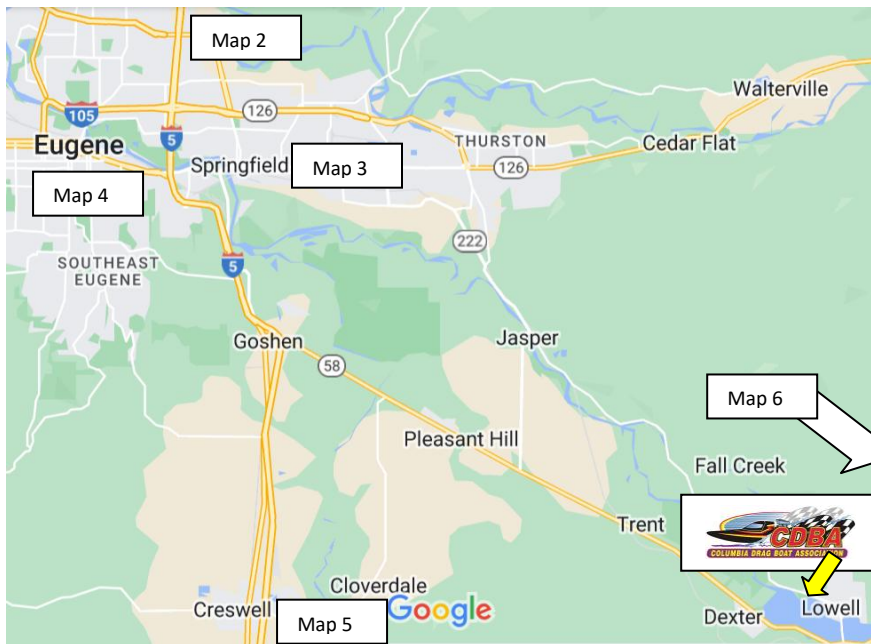 Map 2
Walterville
126
105
Eugene
5
THURSTON
Cedar Flat
Springfield
Map 3
126
Map 4
222
SOUTHEAST
EUGENE
5
Goshen
Jasper
58
Map 6
Pleasant Hill
Fall Creek
Trent
CDBA
COLUMBIA DRAG BOAT ASSOCIATION
Cloverdale
Creswell
Map 5
Google
Dexter
Lowell